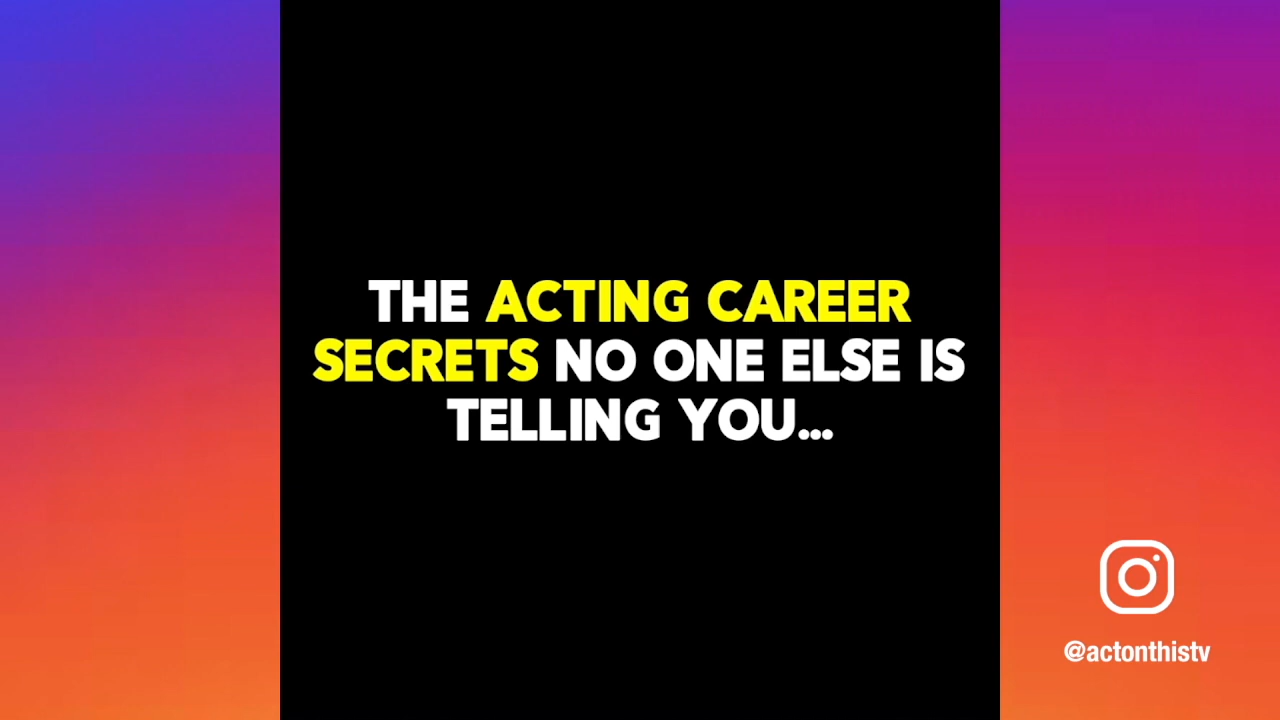 THE ACTING CAREER
SECRETS NO ONE ELSE IS
TELLING YOU...
@actonthistv